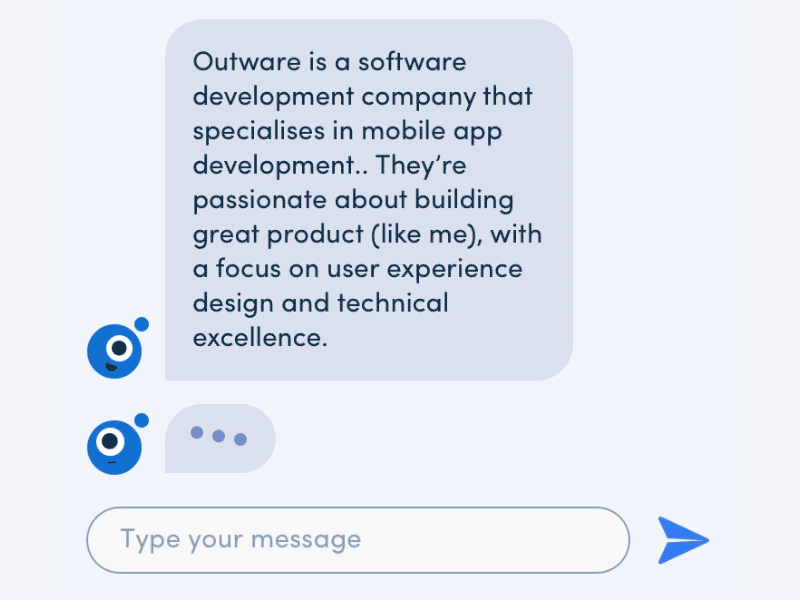 Outware is a software
development company that
specialises in mobile app
development.. They’re
passionate about building
great product (like me), with
a focus on user experience
design and technical
excellence.
Type your message